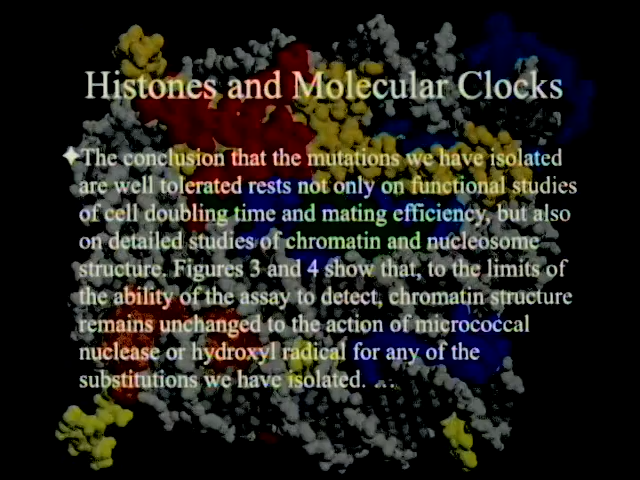 Histones and Molecular Clocks
✦The conclusion that the mutations we have isolated
are well tolerated rests not only on functional studies
of cell doubling time and mating efficiency, but also
on detailed studies of chromatin and nucleosome
structure. Figures 3 and 4 show that, to the limits of
the ability of the assay to detect, chromatin structure
remains unchanged to the action of micrococcal
nuclease or hydroxyl radical for any of the
substitutions we have isolated. …